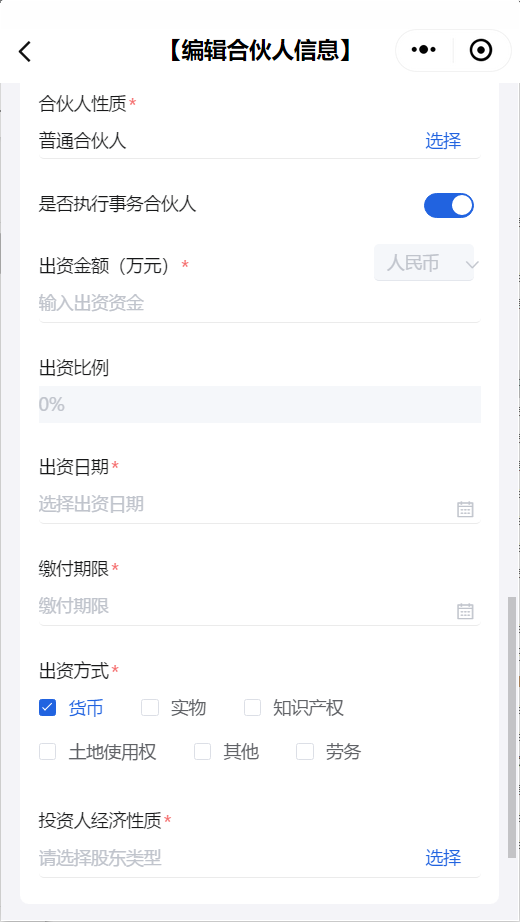 【编辑合伙人信息】
合伙人性质*
普通合伙人 选择
是否执行事务合伙人
出资金额（万元）* 人民币
输入出资资金
出资比例
0%
出资日期*
选择出资日期
缴付期限*
缴付期限
出资方式*
货币 实物 知识产权
土地使用权 其他 劳务
投资人经济性质*
请选择股东类型 选择